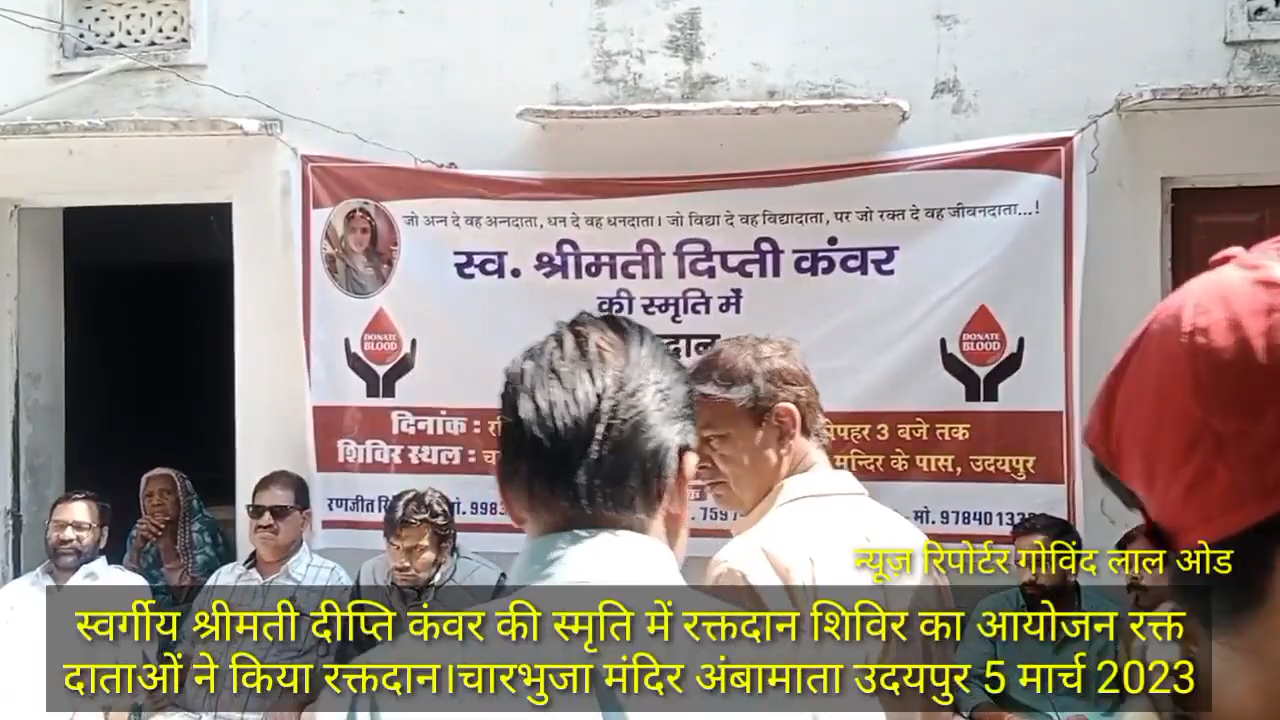 जो अन्न दे वह अन्नदाता, धन दे वह धनदाता। जो विद्या दे वह विद्यादाता, पर जो रक्त दे वह जीवनदाता...!
स्व. श्रीमती दिप्ती कंवर
की स्मृति में
DONATE
BLOOD
DONATE
BLOOD
दिनांक :
3 बजे तक
शिविर स्थल :
मन्दिर के पास, उदयपुर
रणजीत
मो. 9784013
न्यूज़ रिपोर्टर गोविंद लाल ओड
स्वर्गीय श्रीमती दीप्ति कंवर की स्मृति में रक्तदान शिविर का आयोजन रक्त
दाताओं ने किया रक्तदान।चारभुजा मंदिर अंबामाता उदयपुर 5 मार्च 2023